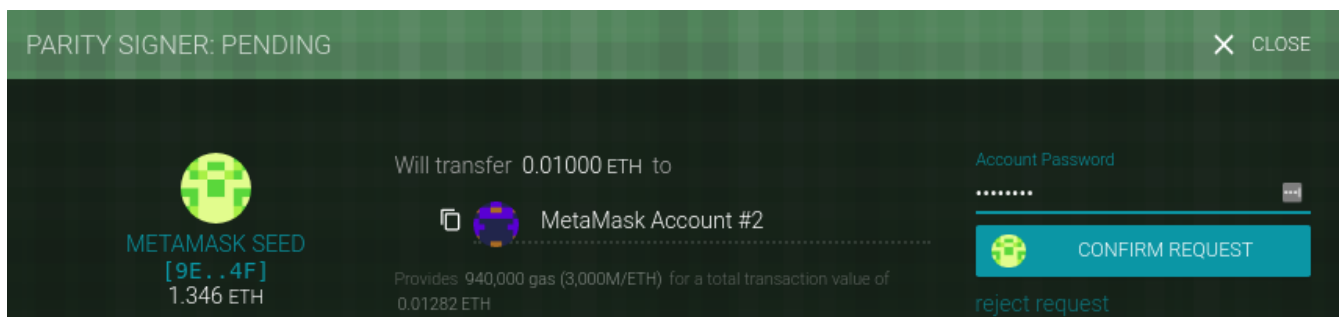 PARITY SIGNER: PENDING
CLOSE
METAMASK SEED
[9E..4F]
1.346 ETH
Will transfer 0.01000 ETH to
MetaMask Account #2
Provides 940,000 gas (3,000M/ETH) for a total transaction value of
0.01282 ETH
Account Password
••••••••
CONFIRM REQUEST
reject request